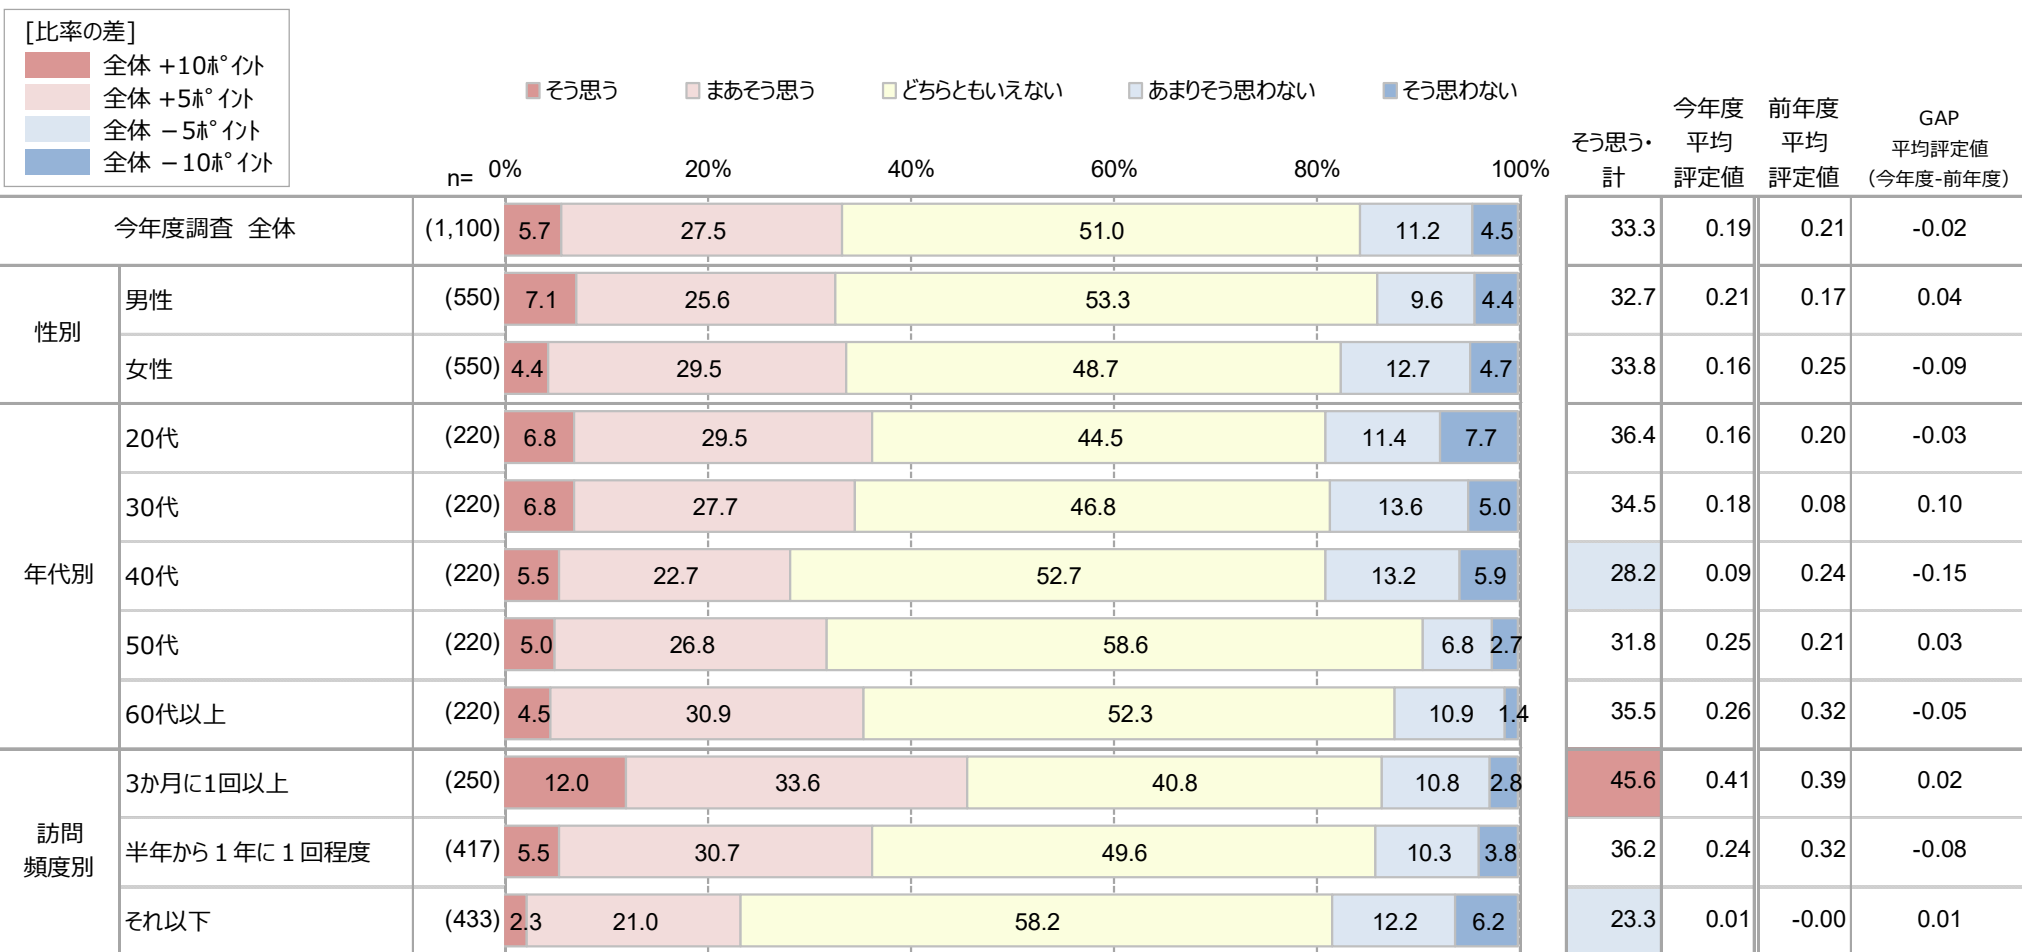 [比率の差]
全体 +10ﾎﾟｲﾝﾄ
全体 +5ﾎﾟｲﾝﾄ
全体 －5ﾎﾟｲﾝﾄ
全体 －10ﾎﾟｲﾝﾄ
そう思う まあそう思う どちらともいえない あまりそう思わない そう思わない
そう思う・計 今年度平均評定値 前年度平均評定値 GAP平均評定値(今年度-前年度)
n= 0% 20% 40% 60% 80% 100%
今年度調査 全体 (1,100) 5.7 27.5 51.0 11.2 4.5 33.3 0.19 0.21 -0.02
性別
男性 (550) 7.1 25.6 53.3 9.6 4.4 32.7 0.21 0.17 0.04
女性 (550) 4.4 29.5 48.7 12.7 4.7 33.8 0.16 0.25 -0.09
年代別
20代 (220) 6.8 29.5 44.5 11.4 7.7 36.4 0.16 0.20 -0.03
30代 (220) 6.8 27.7 46.8 13.6 5.0 34.5 0.18 0.08 0.10
40代 (220) 5.5 22.7 52.7 13.2 5.9 28.2 0.09 0.24 -0.15
50代 (220) 5.0 26.8 58.6 6.8 2.7 31.8 0.25 0.21 0.03
60代以上 (220) 4.5 30.9 52.3 10.9 1.4 35.5 0.26 0.32 -0.05
訪問
頻度別
3か月に1回以上 (250) 12.0 33.6 40.8 10.8 2.8 45.6 0.41 0.39 0.02
半年から１年に１回程度 (417) 5.5 30.7 49.6 10.3 3.8 36.2 0.24 0.32 -0.08
それ以下 (433) 2.3 21.0 58.2 12.2 6.2 23.3 0.01 -0.00 0.01